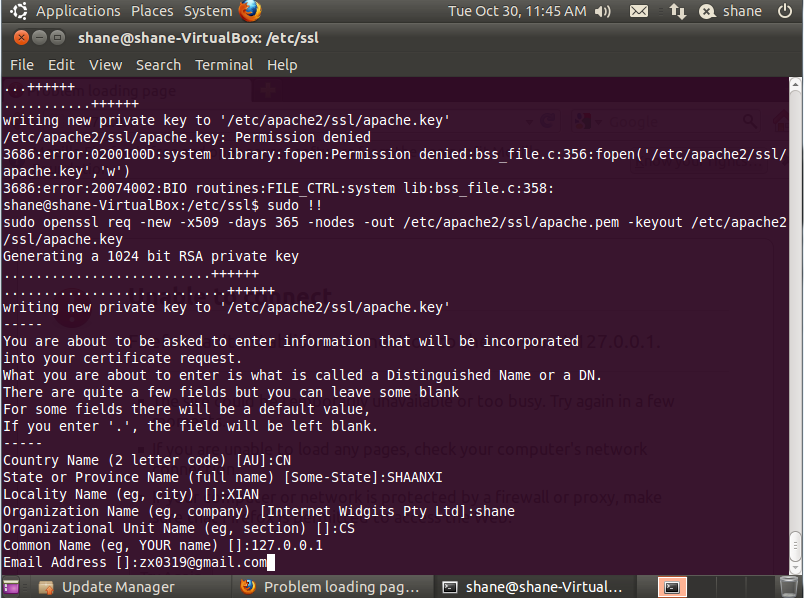 Applications Places System
Tue Oct 30, 11:45 AM shane
shane@shane-VirtualBox: /etc/ssl
File Edit View Search Terminal Help
...++++++
...........++++++
writing new private key to '/etc/apache2/ssl/apache.key'
/etc/apache2/ssl/apache.key: Permission denied
3686:error:0200100D:system library:fopen:Permission denied:bss_file.c:356:fopen('/etc/apache2/ssl/
apache.key','w')
3686:error:20074002:BIO routines:FILE_CTRL:system lib:bss_file.c:358:
shane@shane-VirtualBox:/etc/ssl$ sudo !!
sudo openssl req -new -x509 -days 365 -nodes -out /etc/apache2/ssl/apache.pem -keyout /etc/apache2
/ssl/apache.key
Generating a 1024 bit RSA private key
..........................++++++
............................++++++
writing new private key to '/etc/apache2/ssl/apache.key'
-----
You are about to be asked to enter information that will be incorporated
into your certificate request.
What you are about to enter is what is called a Distinguished Name or a DN.
There are quite a few fields but you can leave some blank
For some fields there will be a default value,
If you enter '.', the field will be left blank.
-----
Country Name (2 letter code) [AU]:CN
State or Province Name (full name) [Some-State]:SHAANXI
Locality Name (eg, city) []:XIAN
Organization Name (eg, company) [Internet Widgits Pty Ltd]:shane
Organizational Unit Name (eg, section) []:CS
Common Name (eg, YOUR name) []:127.0.0.1
Email Address []:zx0319@gmail.com
Update Manager
Problem loading pag...
shane@shane-Virtual...